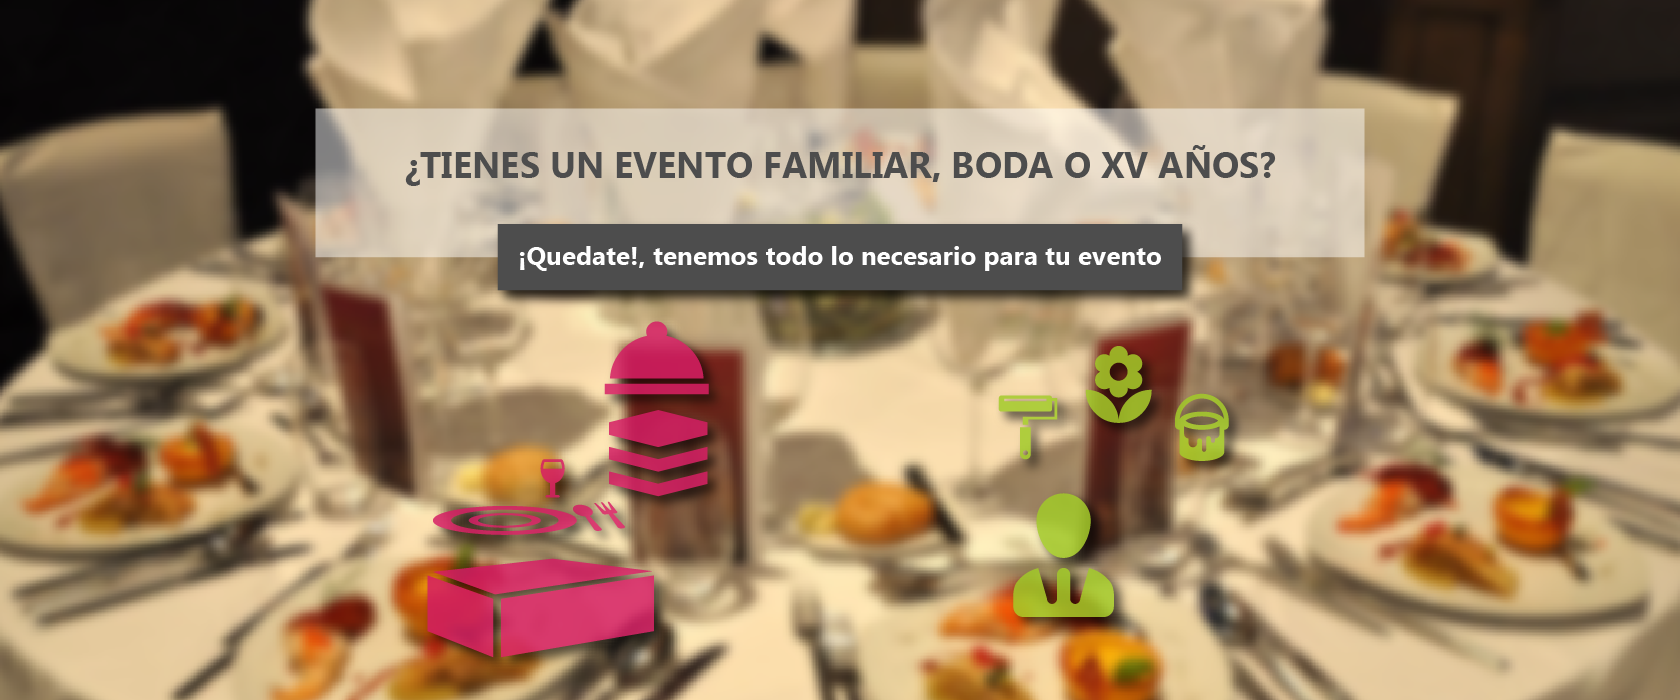 ¿TIENES UN EVENTO FAMILIAR, BODA O XV AÑOS?
¡Quedate!, tenemos todo lo necesario para tu evento